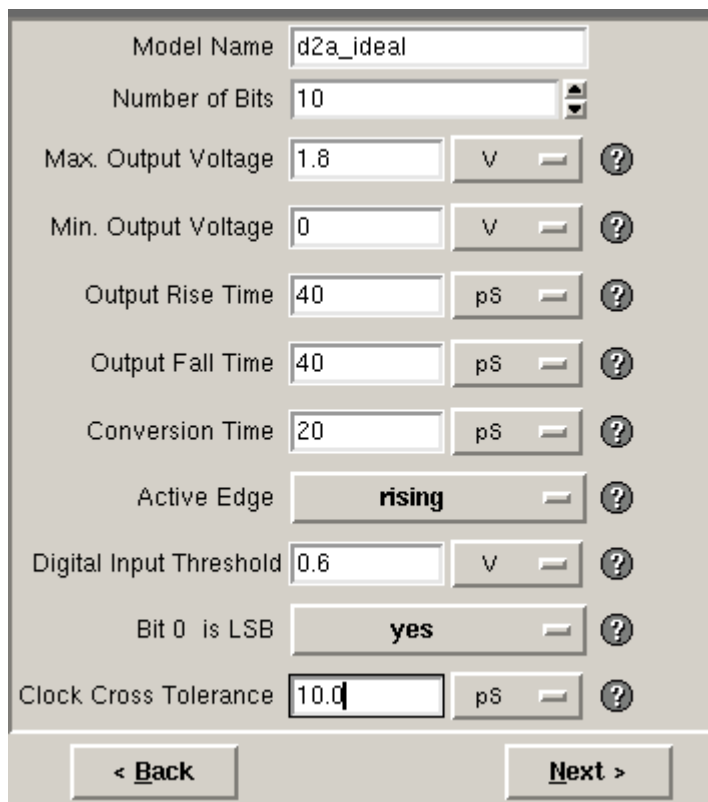 Model Name d2a_ideal
Number of Bits 10
Max. Output Voltage 1.8 V ?
Min. Output Voltage 0 V ?
Output Rise Time 40 pS ?
Output Fall Time 40 pS ?
Conversion Time 20 pS ?
Active Edge rising ?
Digital Input Threshold 0.6 V ?
Bit 0 is LSB yes ?
Clock Cross Tolerance 10.0 pS ?
< Back Next >